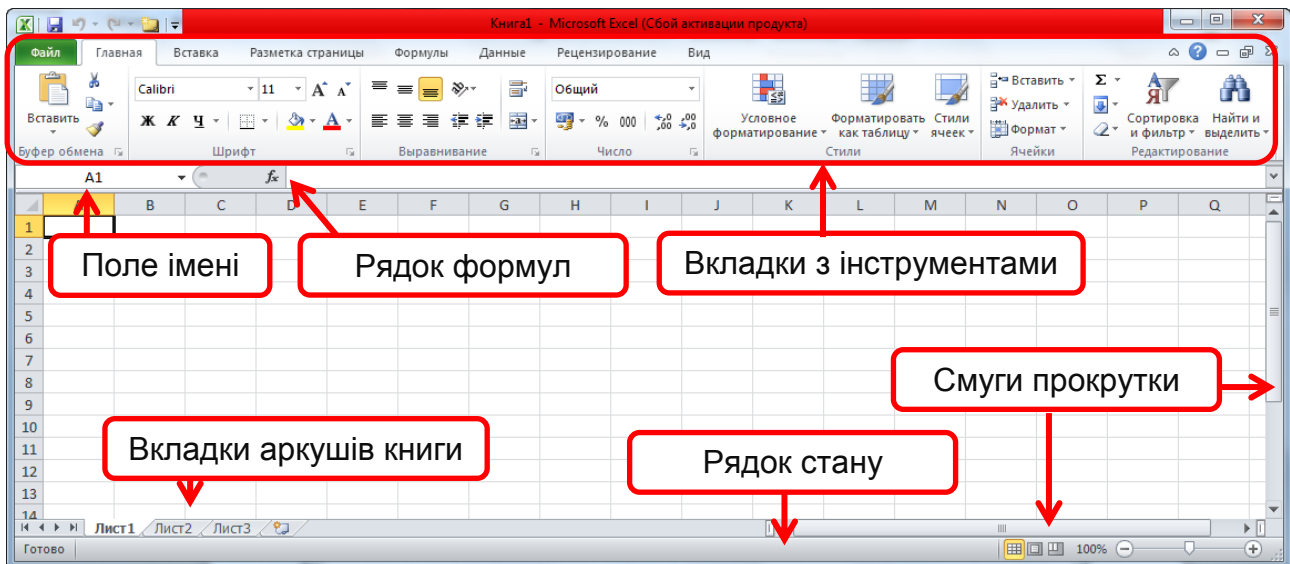 Книга1 - Microsoft Excel (Сбой активации продукта)
Файл Главная Вставка Разметка страницы Формулы Данные Рецензирование Вид
Вставить
Calibri 11
Ж К Ч
Общий
% 000
Условное форматирование
Форматировать как таблицу
Стили ячеек
Вставить
Удалить
Формат
Σ
Сортировка и фильтр
Найти и выделить
Буфер обмена Шрифт Выравнивание Число Стили Ячейки Редактирование
A1 fx
B C D E F G H I J K L M N O P Q
1
2
3
4
5
6
7
8
9
10
11
12
13
14
Поле імені
Рядок формул
Вкладки з інструментами
Смуги прокрутки
Вкладки аркушів книги
Рядок стану
Лист1 Лист2 Лист3
Готово 100%